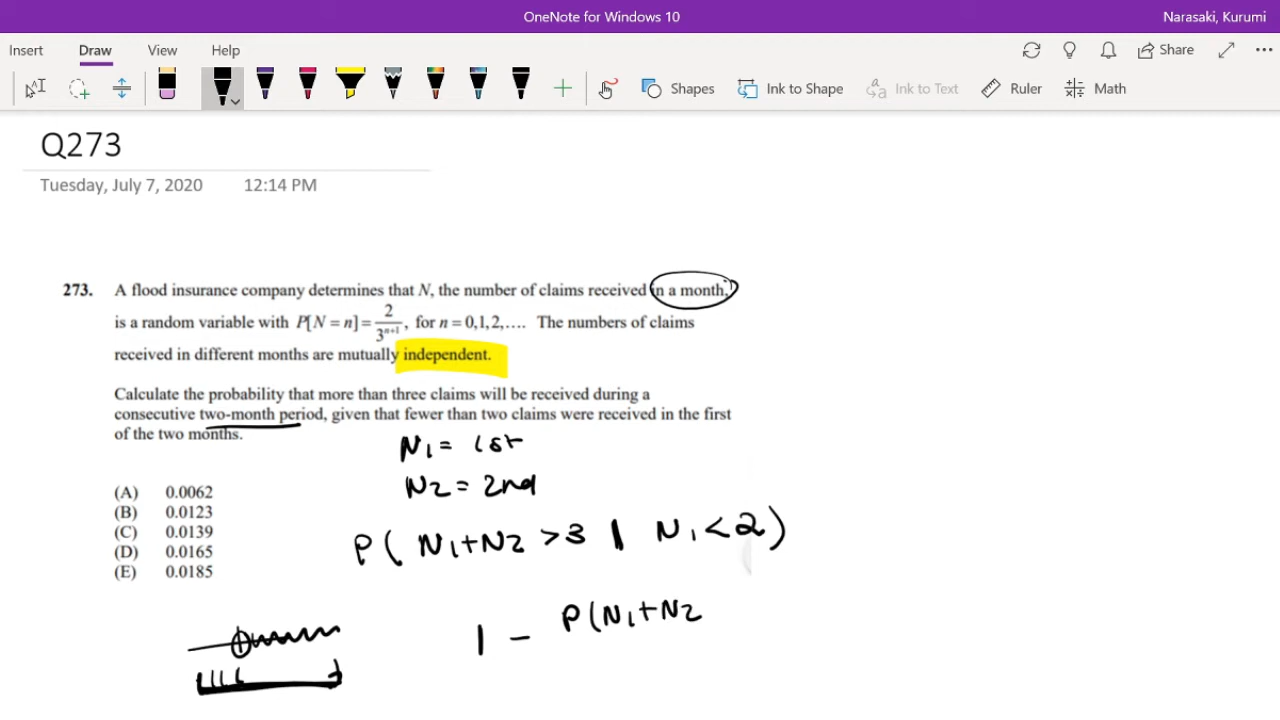 OneNote for Windows 10
Narasaki, Kurumi
Insert Draw View Help
Share
Shapes Ink to Shape Ink to Text Ruler Math
Q273
Tuesday, July 7, 2020 12:14 PM
273. A flood insurance company determines that N, the number of claims received in a month,
is a random variable with P[N = n] = 2/3^{n+1}, for n = 0,1,2,.... The numbers of claims
received in different months are mutually independent.
Calculate the probability that more than three claims will be received during a
consecutive two-month period, given that fewer than two claims were received in the first
of the two months.
N1 = 1st
N2 = 2nd
(A) 0.0062
(B) 0.0123
(C) 0.0139
(D) 0.0165
(E) 0.0185
P( N1+N2 >3 | N1<2)
1 - P(N1+N2